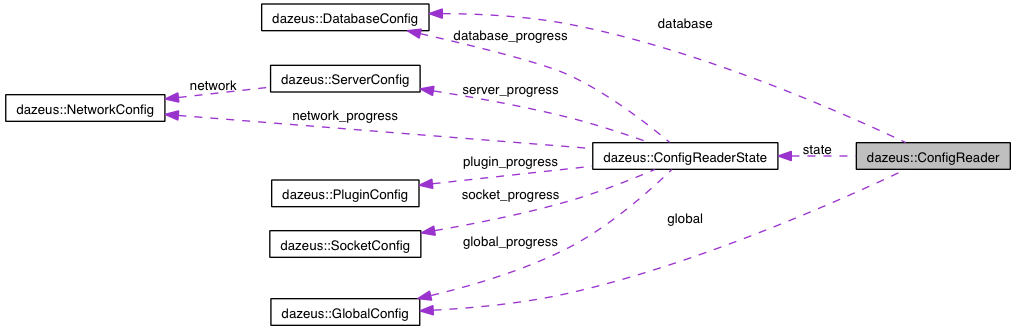 dazeus::DatabaseConfig
database
database_progress
dazeus::ServerConfig
network
server_progress
dazeus::NetworkConfig
network_progress
dazeus::ConfigReaderState
state
dazeus::ConfigReader
plugin_progress
dazeus::PluginConfig
socket_progress
global
dazeus::SocketConfig
global_progress
dazeus::GlobalConfig